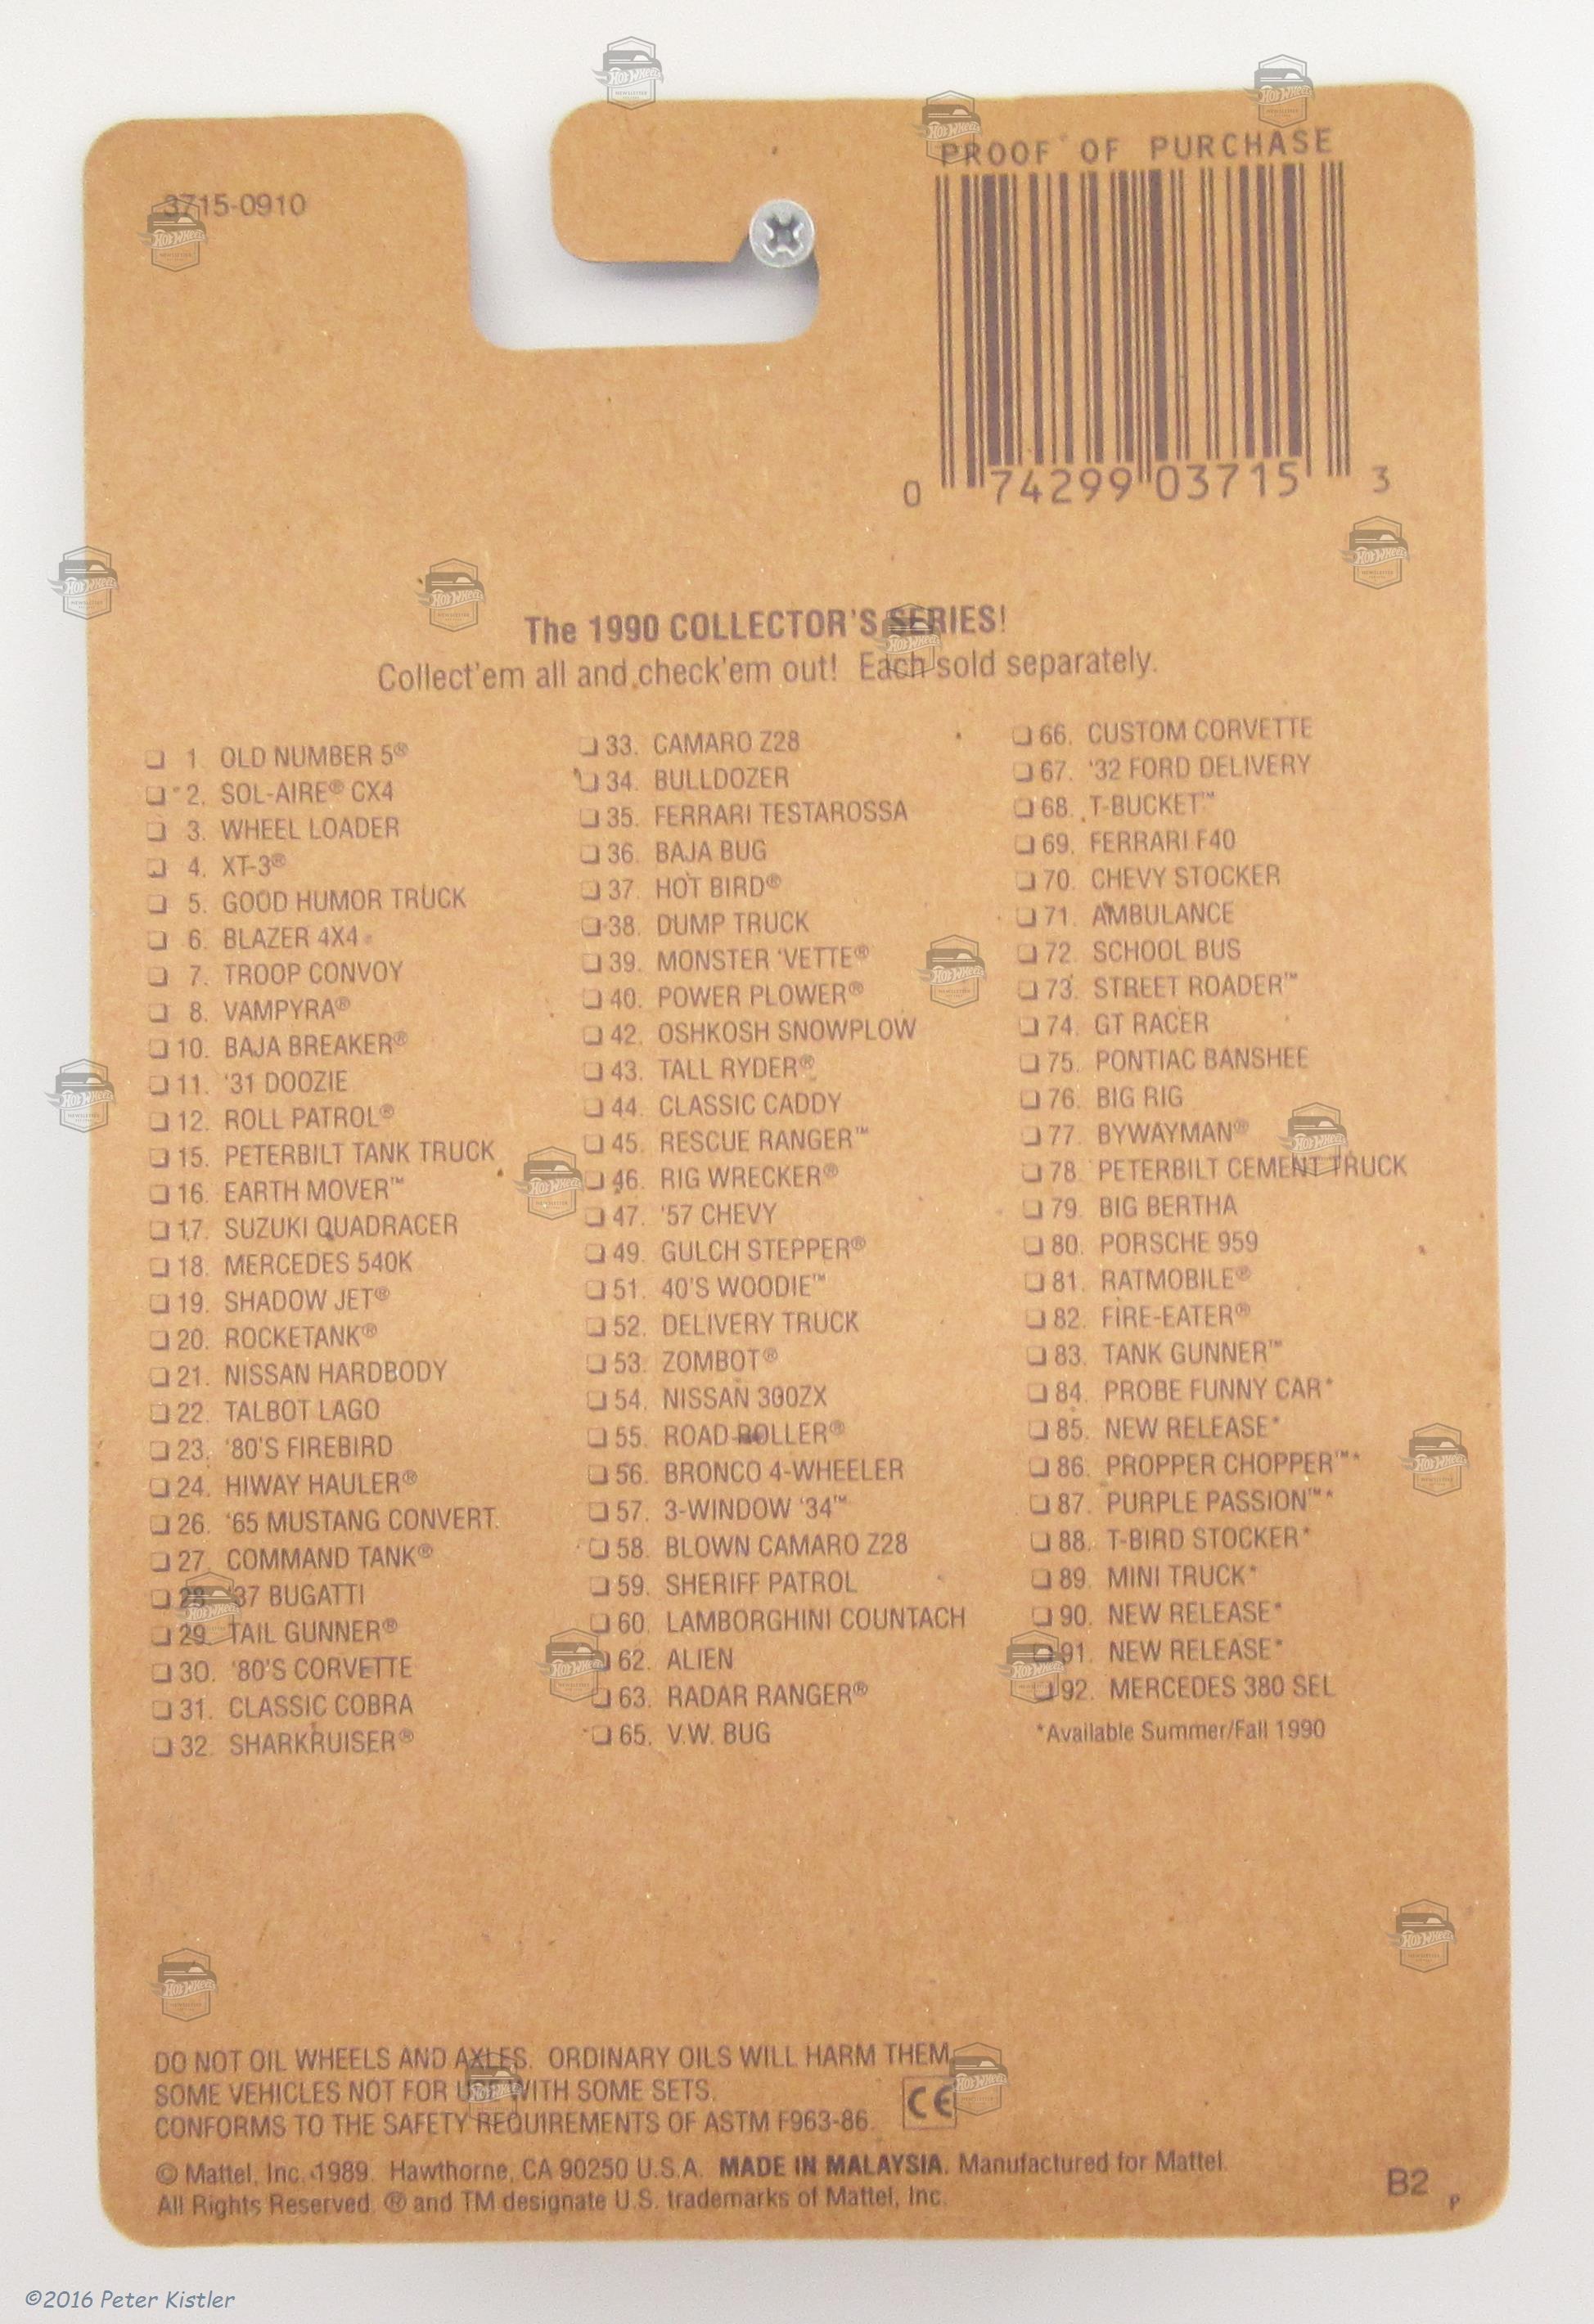 PROOF OF PURCHASE
3715-0910
0 74299 03715 3
The 1990 COLLECTOR'S SERIES!
Collect'em all and check'em out! Each sold separately.
1. OLD NUMBER 5®
2. SOL-AIRE® CX4
3. WHEEL LOADER
4. XT-3®
5. GOOD HUMOR TRUCK
6. BLAZER 4X4
7. TROOP CONVOY
8. VAMPYRA®
10. BAJA BREAKER®
11. '31 DOOZIE
12. ROLL PATROL®
15. PETERBILT TANK TRUCK
16. EARTH MOVER™
17. SUZUKI QUADRACER
18. MERCEDES 540K
19. SHADOW JET®
20. ROCKETANK®
21. NISSAN HARDBODY
22. TALBOT LAGO
23. '80'S FIREBIRD
24. HIWAY HAULER®
26. '65 MUSTANG CONVERT.
27. COMMAND TANK®
28. '37 BUGATTI
29. TAIL GUNNER®
30. '80'S CORVETTE
31. CLASSIC COBRA
32. SHARKRUISER®
33. CAMARO Z28
34. BULLDOZER
35. FERRARI TESTAROSSA
36. BAJA BUG
37. HOT BIRD®
38. DUMP TRUCK
39. MONSTER 'VETTE®
40. POWER PLOWER®
42. OSHKOSH SNOWPLOW
43. TALL RYDER®
44. CLASSIC CADDY
45. RESCUE RANGER™
46. RIG WRECKER®
47. '57 CHEVY
49. GULCH STEPPER®
51. 40'S WOODIE™
52. DELIVERY TRUCK
53. ZOMBOT®
54. NISSAN 300ZX
55. ROAD ROLLER®
56. BRONCO 4-WHEELER
57. 3-WINDOW '34™
58. BLOWN CAMARO Z28
59. SHERIFF PATROL
60. LAMBORGHINI COUNTACH
62. ALIEN
63. RADAR RANGER®
65. V.W. BUG
66. CUSTOM CORVETTE
67. '32 FORD DELIVERY
68. T-BUCKET™
69. FERRARI F40
70. CHEVY STOCKER
71. AMBULANCE
72. SCHOOL BUS
73. STREET ROADER™
74. GT RACER
75. PONTIAC BANSHEE
76. BIG RIG
77. BYWAYMAN®
78. PETERBILT CEMENT TRUCK
79. BIG BERTHA
80. PORSCHE 959
81. RATMOBILE®
82. FIRE-EATER®
83. TANK GUNNER™
84. PROBE FUNNY CAR*
85. NEW RELEASE*
86. PROPPER CHOPPER™*
87. PURPLE PASSION™*
88. T-BIRD STOCKER*
89. MINI TRUCK*
90. NEW RELEASE*
91. NEW RELEASE*
92. MERCEDES 380 SEL
*Available Summer/Fall 1990
DO NOT OIL WHEELS AND AXLES. ORDINARY OILS WILL HARM THEM.
SOME VEHICLES NOT FOR USE WITH SOME SETS.
CONFORMS TO THE SAFETY REQUIREMENTS OF ASTM F963-86.
CE
© Mattel, Inc. 1989. Hawthorne, CA 90250 U.S.A. MADE IN MALAYSIA. Manufactured for Mattel.
All Rights Reserved. ® and TM designate U.S. trademarks of Mattel, Inc.
B2
P
©2016 Peter Kistler